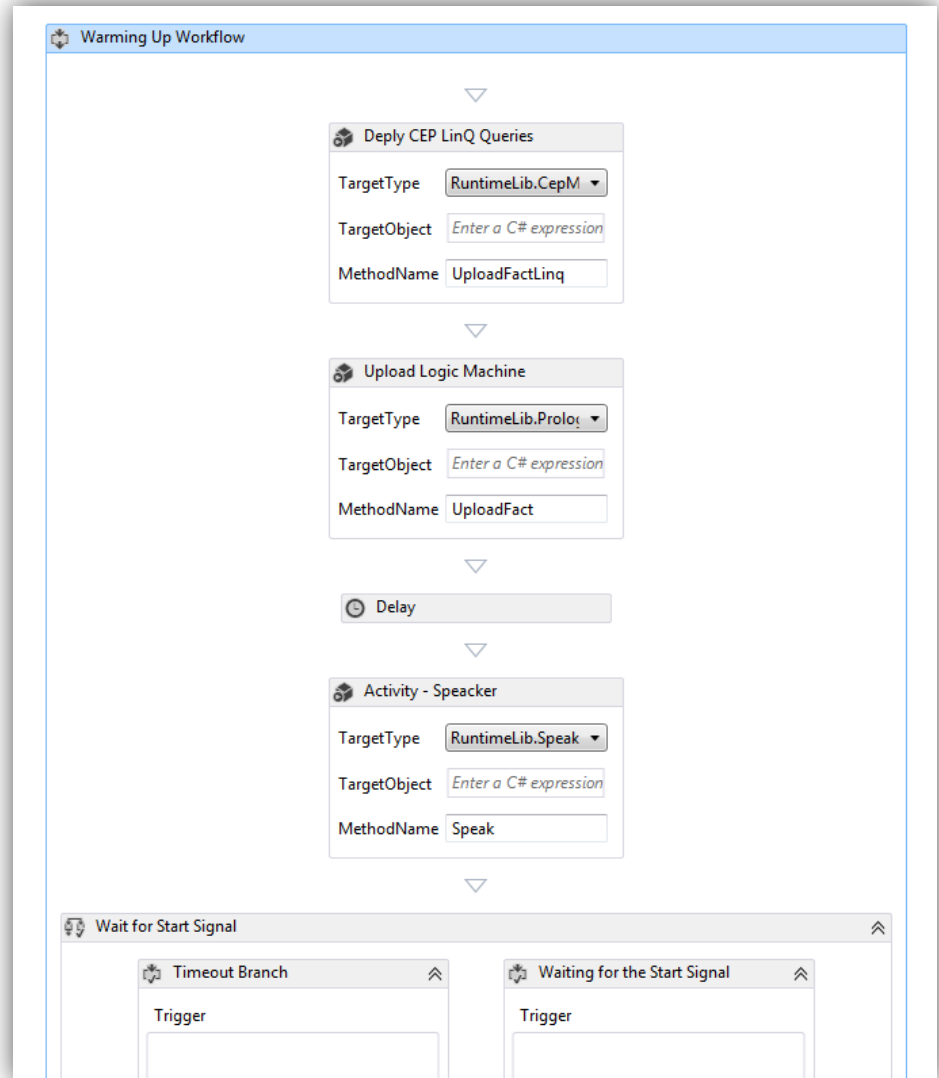 Warming Up Workflow
Deply CEP LinQ Queries
TargetType RuntimeLib.CepM
TargetObject Enter a C# expression
MethodName UploadFactLinq
Upload Logic Machine
TargetType RuntimeLib.Prolog
TargetObject Enter a C# expression
MethodName UploadFact
Delay
Activity - Speacker
TargetType RuntimeLib.Speak
TargetObject Enter a C# expression
MethodName Speak
Wait for Start Signal
Timeout Branch Waiting for the Start Signal
Trigger Trigger